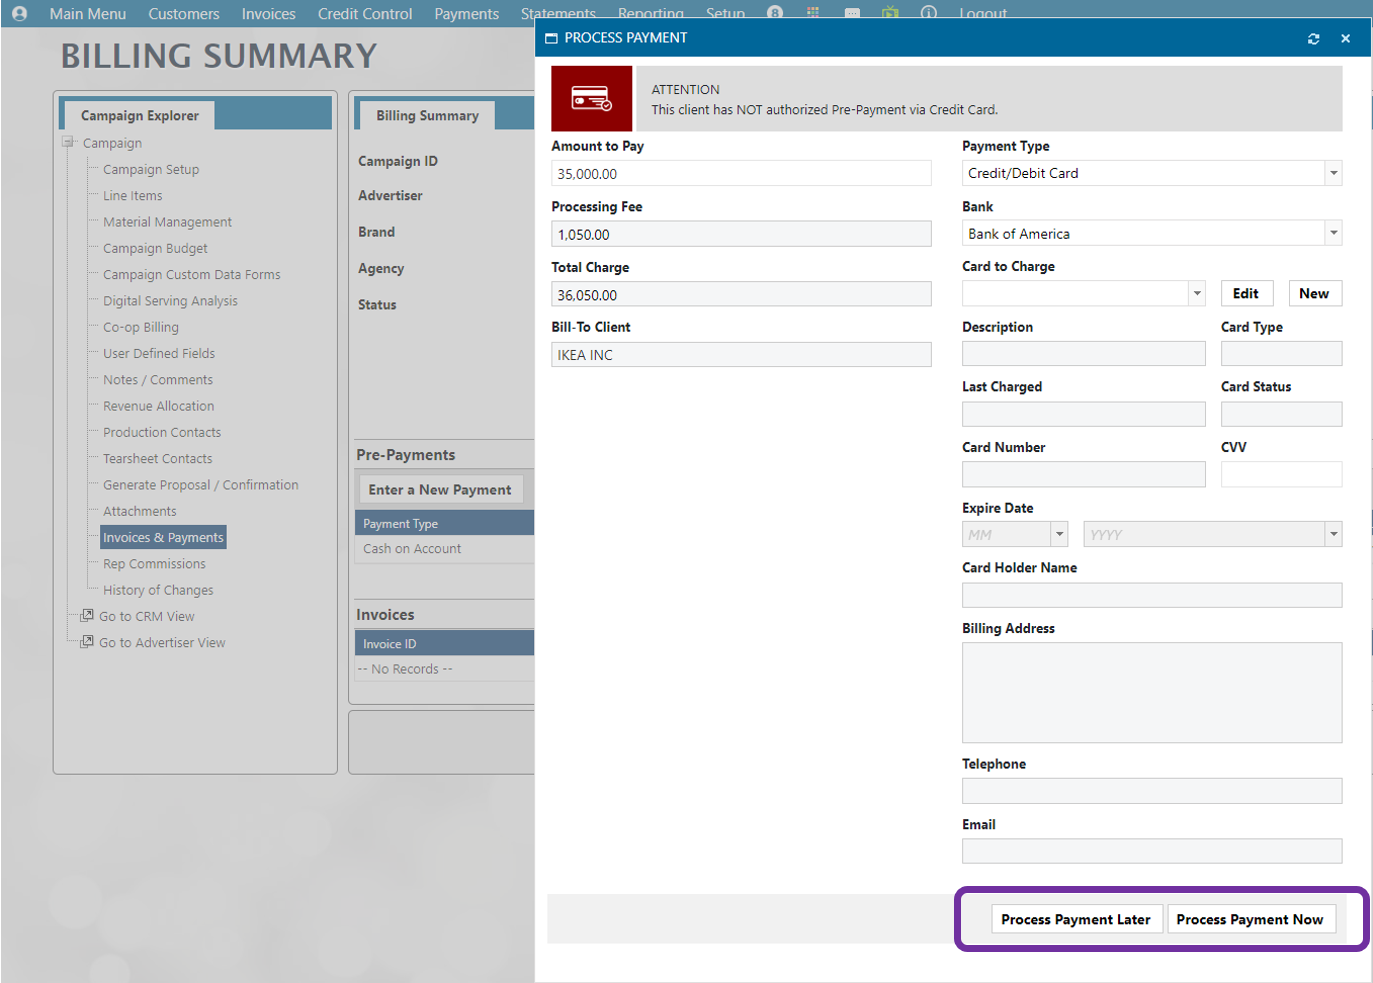 Main Menu Customers Invoices Credit Control Payments Statements Reporting Setup 8 Logout
BILLING SUMMARY
Campaign Explorer
Campaign
Campaign Setup
Line Items
Material Management
Campaign Budget
Campaign Custom Data Forms
Digital Serving Analysis
Co-op Billing
User Defined Fields
Notes / Comments
Revenue Allocation
Production Contacts
Tearsheet Contacts
Generate Proposal / Confirmation
Attachments
Invoices & Payments
Rep Commissions
History of Changes
Go to CRM View
Go to Advertiser View
Billing Summary
Campaign ID
Advertiser
Brand
Agency
Status
Pre-Payments
Enter a New Payment
Payment Type
Cash on Account
Invoices
Invoice ID
-- No Records --
PROCESS PAYMENT
ATTENTION
This client has NOT authorized Pre-Payment via Credit Card.
Amount to Pay
35,000.00
Processing Fee
1,050.00
Total Charge
36,050.00
Bill-To Client
IKEA INC
Payment Type
Credit/Debit Card
Bank
Bank of America
Card to Charge
Edit New
Description Card Type
Last Charged Card Status
Card Number CVV
Expire Date
MM YYYY
Card Holder Name
Billing Address
Telephone
Email
Process Payment Later Process Payment Now